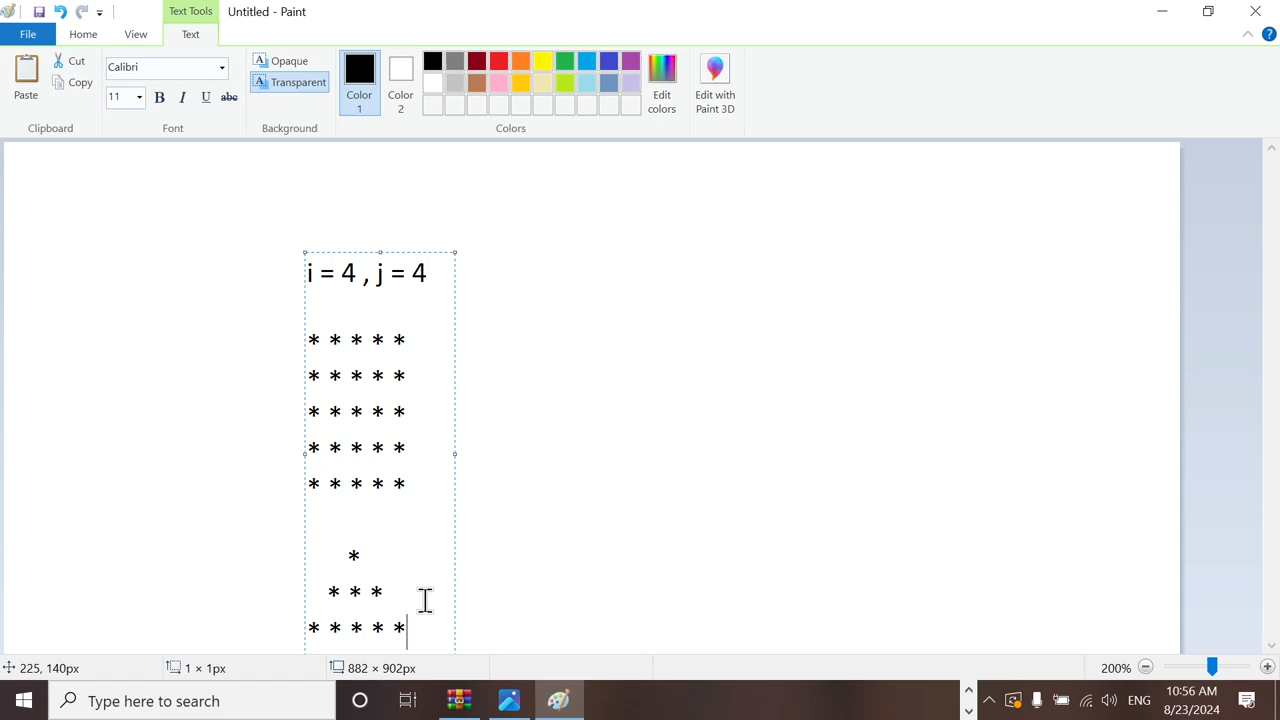 Text Tools
Untitled - Paint
File
Home
View
Text
?
Paste
Cut
Copy
Clipboard
Calibri
11
B I U abc
Font
A Opaque
A Transparent
Background
Color 1
Color 2
Edit colors
Colors
Edit with Paint 3D
i = 4 , j = 4
* * * * *
* * * * *
* * * * *
* * * * *
* * * * *
*
* * *
* * * * *
225, 140px
1 × 1px
882 × 902px
200%
Type here to search
ENG
10:56 AM
8/23/2024